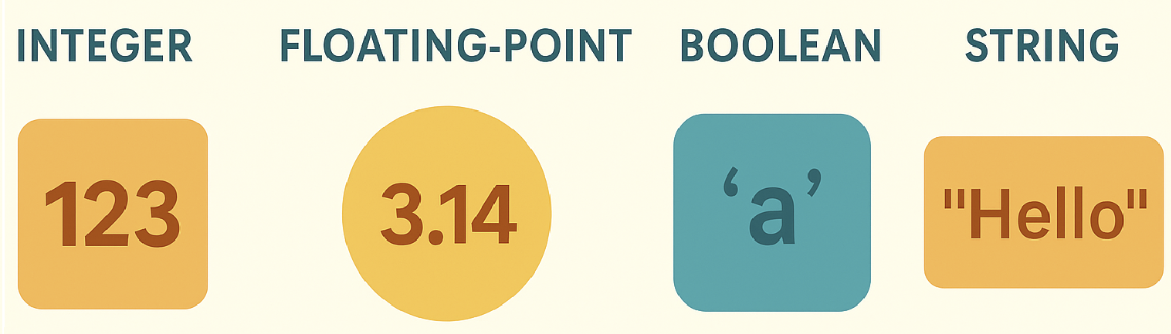 INTEGER FLOATING-POINT BOOLEAN STRING
123 3.14 ‘a’ "Hello"